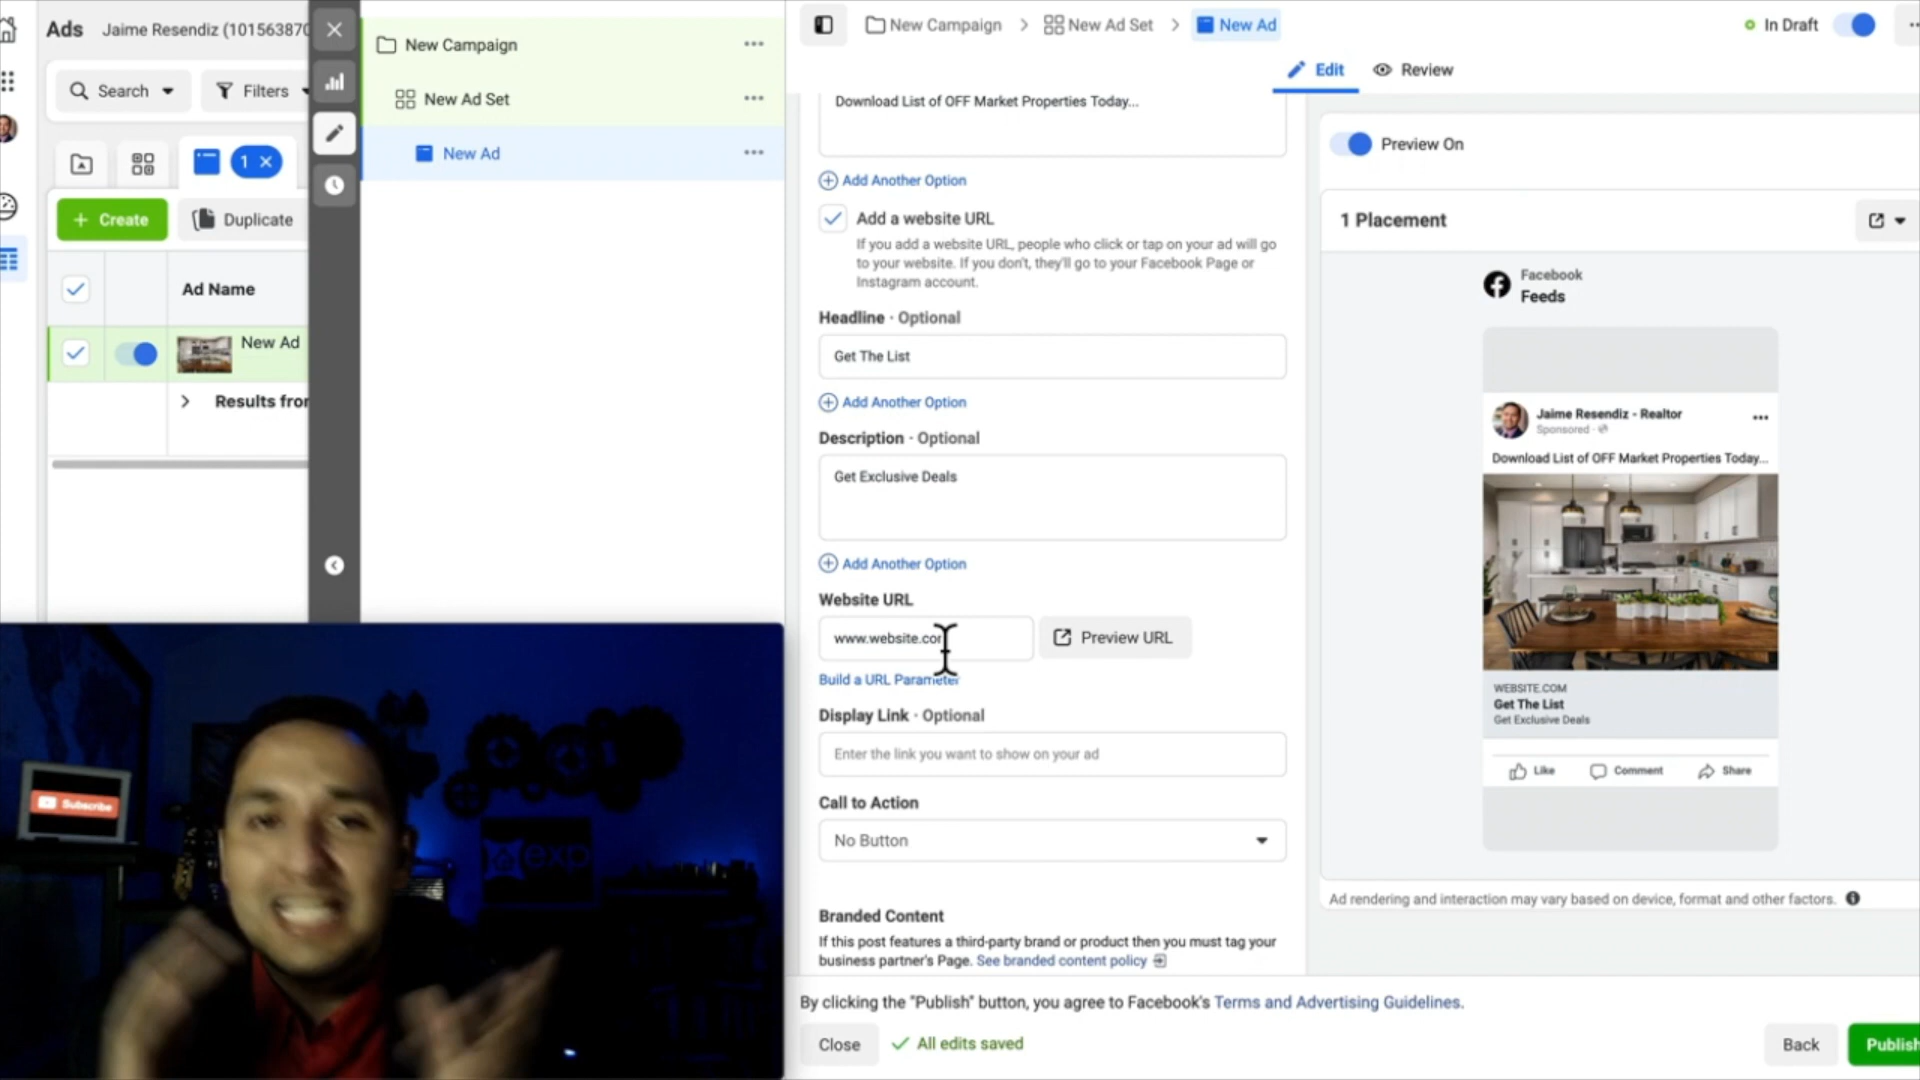 Ads
Jaime Resendiz (101563870
Search
Filters
1
Create
Duplicate
Ad Name
New Ad
Results from
New Campaign
New Ad Set
New Ad
New Campaign
New Ad Set
New Ad
In Draft
Edit
Review
Download List of OFF Market Properties Today...
Add Another Option
Add a website URL
If you add a website URL, people who click or tap on your ad will go
to your website. If you don't, they'll go to your Facebook Page or
Instagram account.
Headline · Optional
Get The List
Add Another Option
Description · Optional
Get Exclusive Deals
Add Another Option
Website URL
www.website.com
Preview URL
Build a URL Parameter
Display Link · Optional
Enter the link you want to show on your ad
Call to Action
No Button
Branded Content
If this post features a third-party brand or product then you must tag your
business partner's Page. See branded content policy
Preview On
1 Placement
Facebook
Feeds
Jaime Resendiz - Realtor
Sponsored ·
Download List of OFF Market Properties Today...
WEBSITE.COM
Get The List
Get Exclusive Deals
Like
Comment
Share
Ad rendering and interaction may vary based on device, format and other factors.
By clicking the "Publish" button, you agree to Facebook's Terms and Advertising Guidelines.
Close
All edits saved
Back
Publish
Subscribe
exp